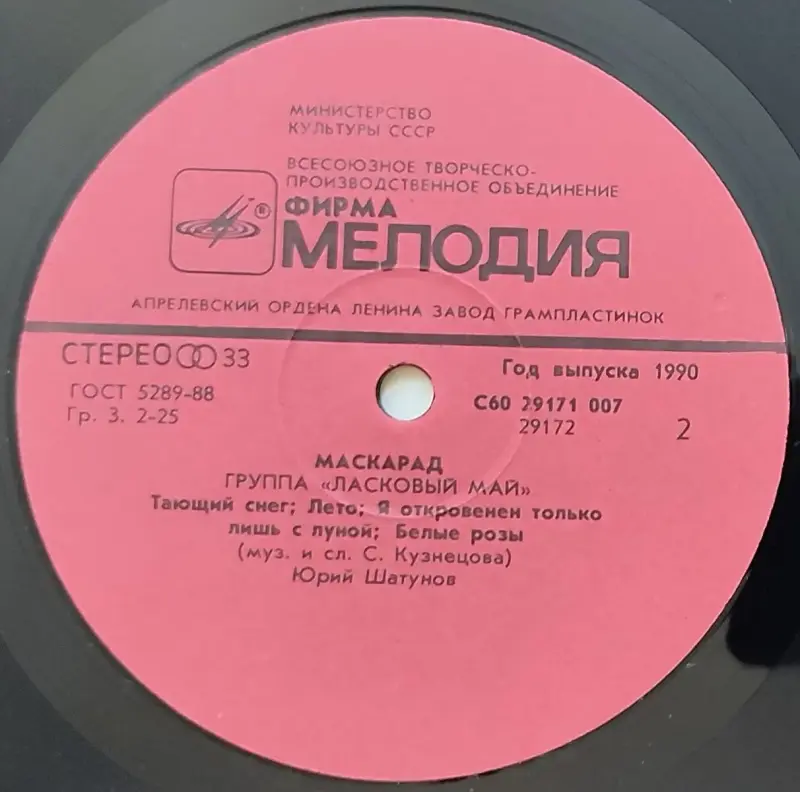 МИНИСТЕРСТВО
КУЛЬТУРЫ СССР
ВСЕСОЮЗНОЕ ТВОРЧЕСКО-
ПРОИЗВОДСТВЕННОЕ ОБЪЕДИНЕНИЕ
®
ФИРМА
МЕЛОДИЯ
АПРЕЛЕВСКИЙ ОРДЕНА ЛЕНИНА ЗАВОД ГРАМПЛАСТИНОК
СТЕРЕО 33
ГОСТ 5289-88
Гр. 3. 2-25
Год выпуска 1990
С60 29171 007
29172
2
МАСКАРАД
ГРУППА «ЛАСКОВЫЙ МАЙ»
Тающий снег; Лето; Я откровенен только
лишь с луной; Белые розы
(муз. и сл. С. Кузнецова)
Юрий Шатунов